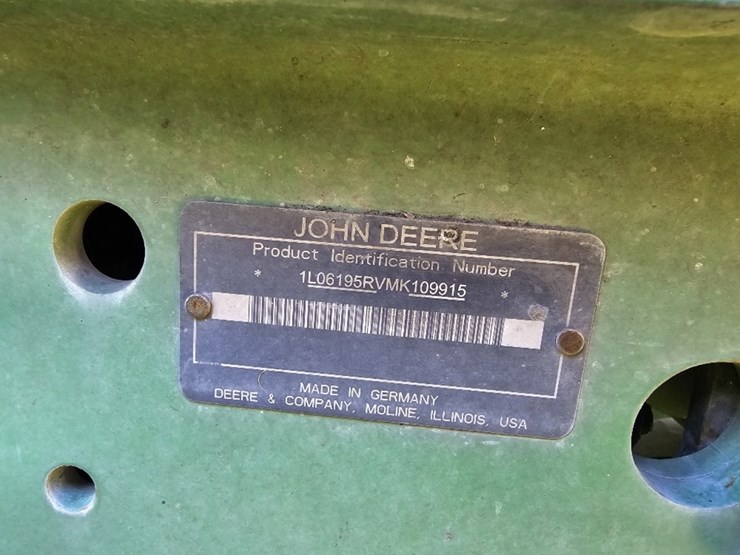 JOHN DEERE
Product Identification Number
* 1L06195RVMK109915 *
MADE IN GERMANY
DEERE & COMPANY, MOLINE, ILLINOIS, USA